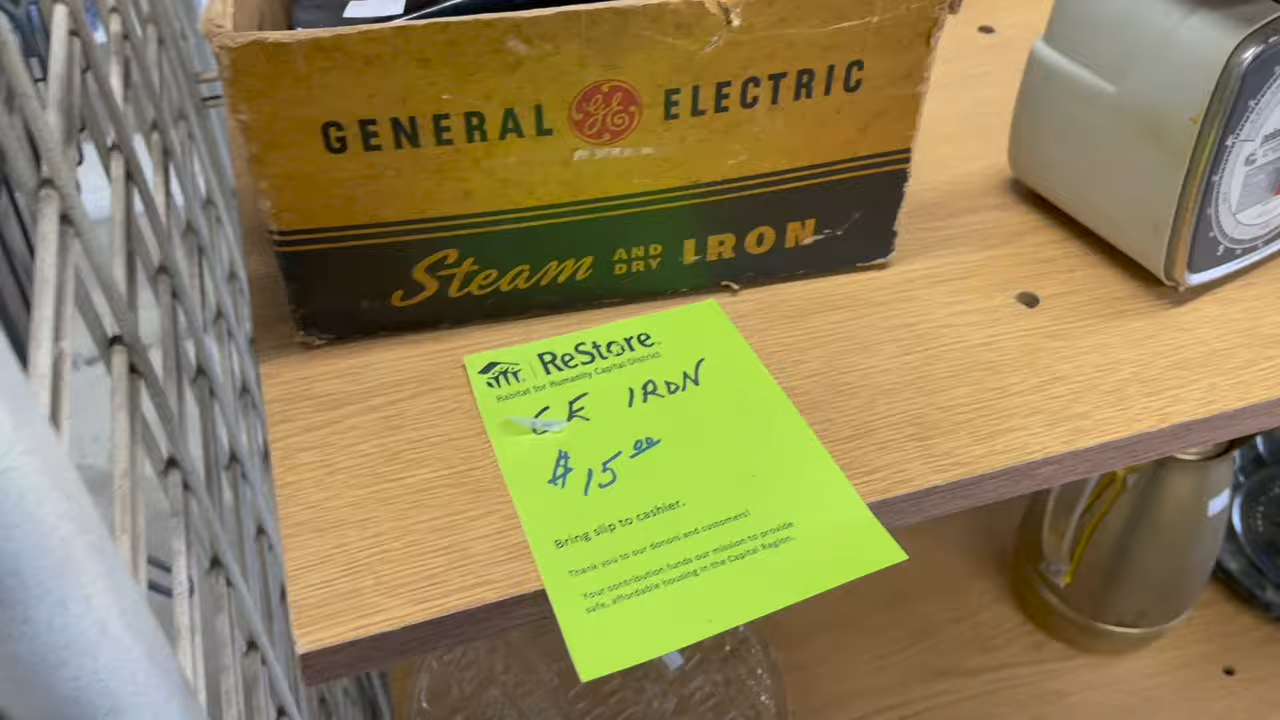 GENERAL GE ELECTRIC
Steam AND DRY IRON
ReStore
Habitat for Humanity Capital District
GE IRON
$15.00
Bring slip to cashier.
Thank you to our donors and customers!
Your contribution funds our mission to provide
safe, affordable housing in the Capital Region.